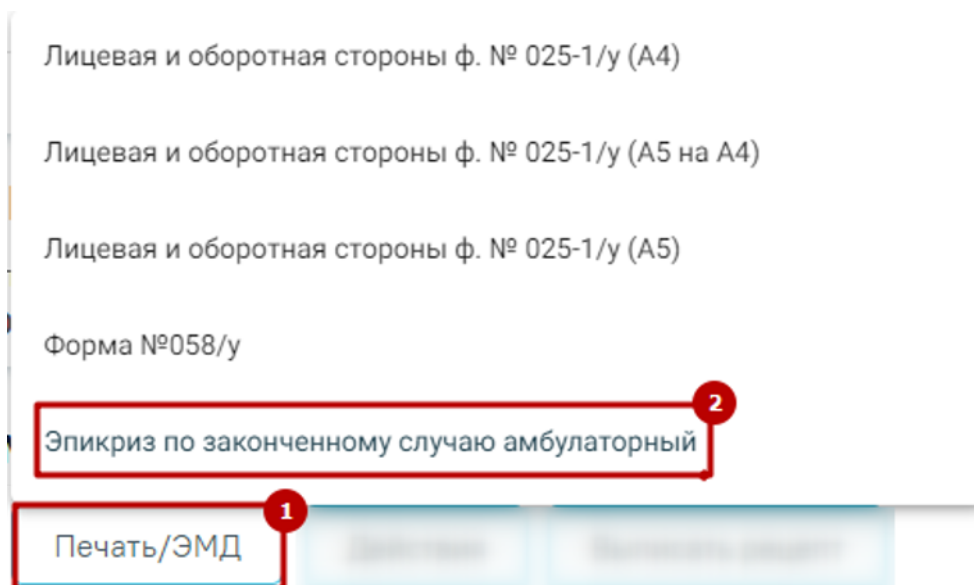 Лицевая и оборотная стороны ф. № 025-1/у (А4)
Лицевая и оборотная стороны ф. № 025-1/у (А5 на А4)
Лицевая и оборотная стороны ф. № 025-1/у (А5)
Форма №058/у
2
Эпикриз по законченному случаю амбулаторный
1
Печать/ЭМД